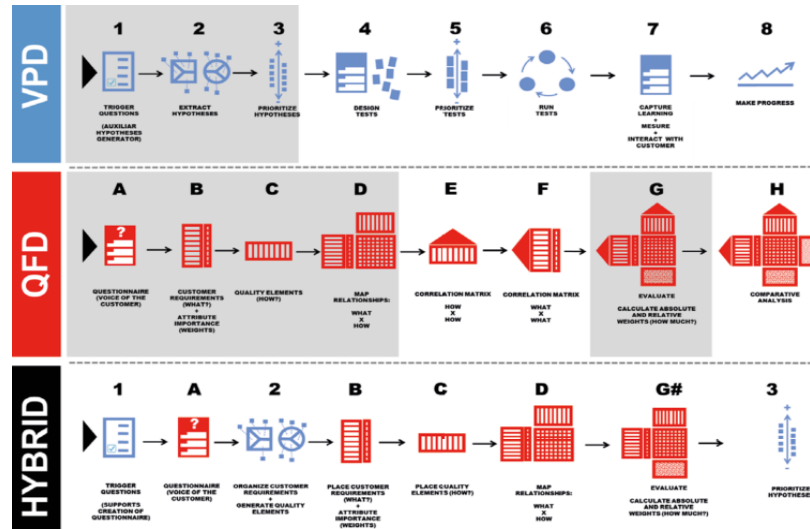 VPD
1 2 3 4 5 6 7 8
TRIGGER
QUESTIONS
(AUXILIAR
HYPOTHESES
GENERATOR)
EXTRACT
HYPOTHESES
PRIORITIZE
HYPOTHESES
DESIGN
TESTS
PRIORITIZE
TESTS
RUN
TESTS
CAPTURE
LEARNING
+
MESURE
+
INTERACT WITH
CUSTOMER
MAKE PROGRESS
QFD
A B C D E F G H
?
QUESTIONNAIRE
(VOICE OF THE
CUSTOMER)
CUSTOMER
REQUIREMENTS
(WHAT?)
+
ATTRIBUTE
IMPORTANCE
(WEIGHTS)
QUALITY ELEMENTS
(HOW?)
MAP
RELATIONSHIPS:
WHAT
X
HOW
CORRELATION MATRIX
HOW
X
HOW
CORRELATION MATRIX
WHAT
X
WHAT
EVALUATE
CALCULATE ABSOLUTE
AND RELATIVE
WEIGHTS (HOW MUCH?)
COMPARATIVE
ANALYSIS
HYBRID
1 A 2 B C D G# 3
TRIGGER
QUESTIONS
(SUPPORTS
CREATION OF
QUESTIONNAIRE)
?
QUESTIONNAIRE
(VOICE OF THE
CUSTOMER)
ORGANIZE CUSTOMER
REQUIREMENTS
+
GENERATE QUALITY
ELEMENTS
PLACE CUSTOMER
REQUIREMENTS
(WHAT?)
+
ATTRIBUTE
IMPORTANCE
(WEIGHTS)
PLACE QUALITY
ELEMENTS (HOW?)
MAP
RELATIONSHIPS:
WHAT
X
HOW
EVALUATE
CALCULATE ABSOLUTE
AND RELATIVE
WEIGHTS (HOW MUCH?)
PRIORITIZE
HYPOTHESES